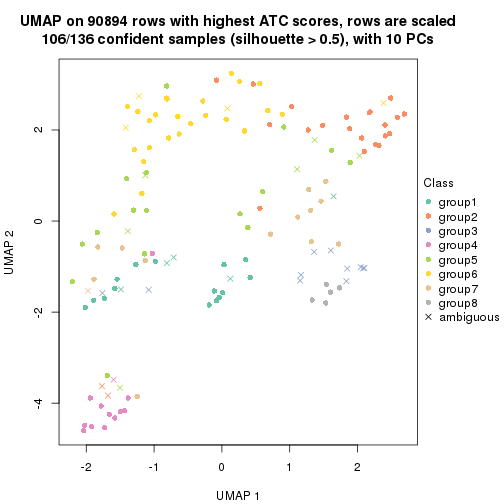 UMAP on 90894 rows with highest ATC scores, rows are scaled
106/136 confident samples (silhouette > 0.5), with 10 PCs
UMAP 2
2
0
-2
-4
-2
-1
0
1
2
UMAP 1
Class
group1
group2
group3
group4
group5
group6
group7
group8
ambiguous